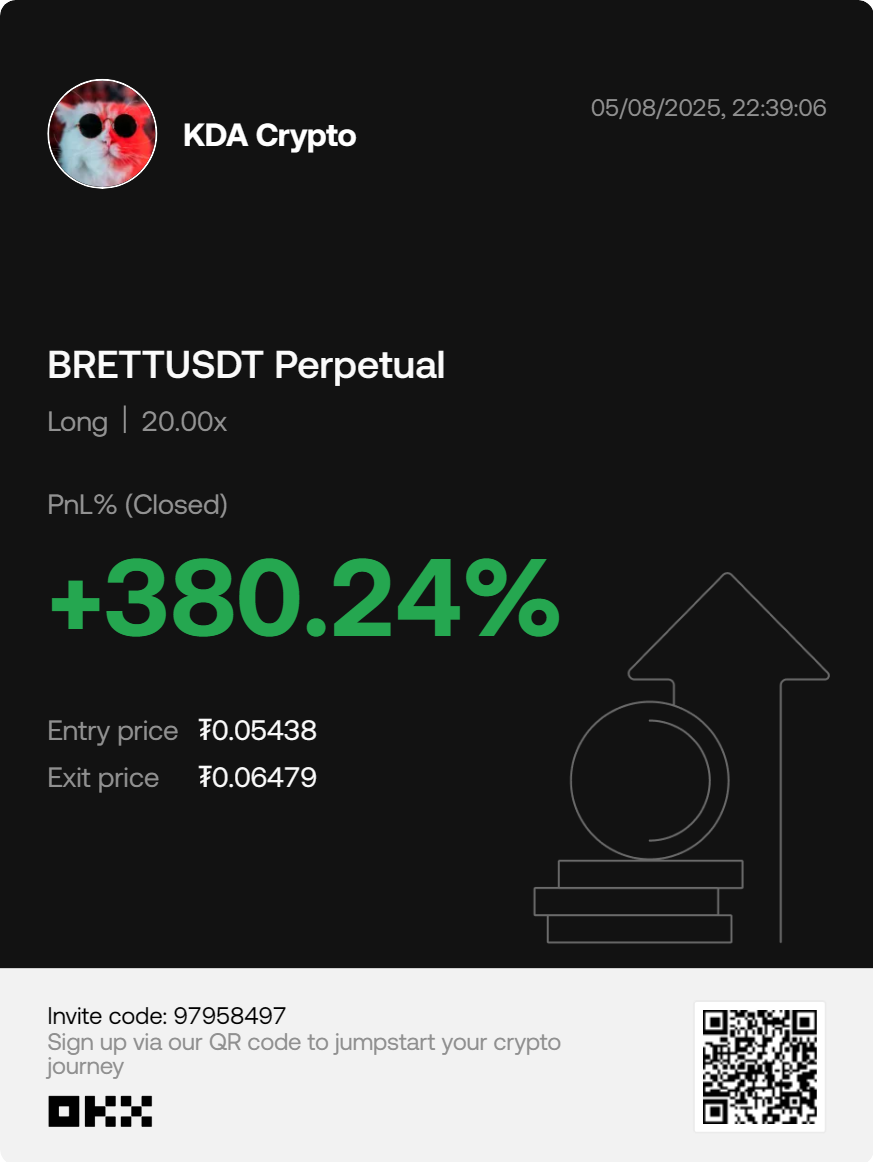 KDA Crypto
05/08/2025, 22:39:06
BRETTUSDT Perpetual
Long | 20.00x
PnL% (Closed)
+380.24%
Entry price ₮0.05438
Exit price ₮0.06479
Invite code: 97958497
Sign up via our QR code to jumpstart your crypto
journey
OKX